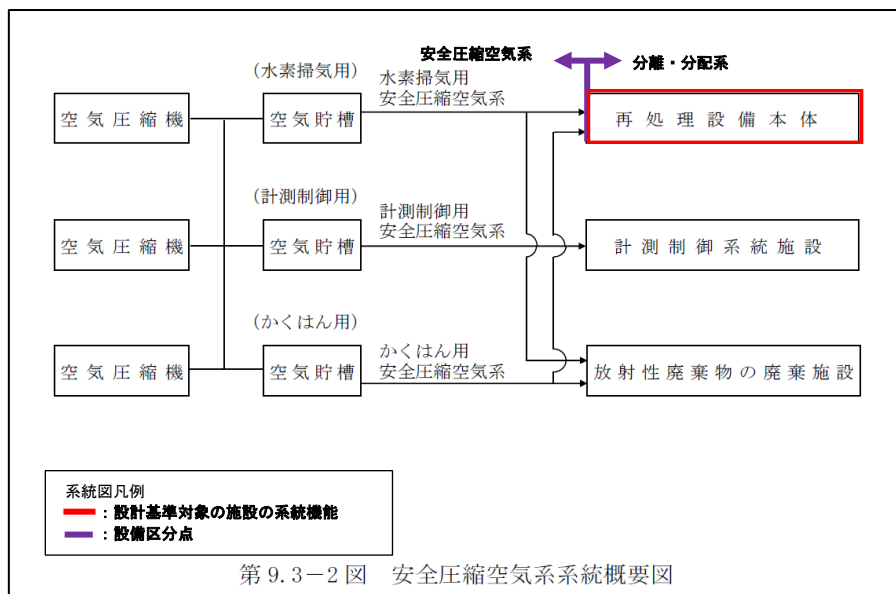 安全圧縮空気系
分離・分配系
(水素掃気用)
水素掃気用
安全圧縮空気系
空気圧縮機
空気貯槽
再処理設備本体
(計測制御用)
計測制御用
安全圧縮空気系
空気圧縮機
空気貯槽
計測制御系統施設
(かくはん用)
かくはん用
安全圧縮空気系
空気圧縮機
空気貯槽
放射性廃棄物の廃棄施設
系統図凡例
：設計基準対象の施設の系統機能
：設備区分点
第9.3－2図　安全圧縮空気系系統概要図